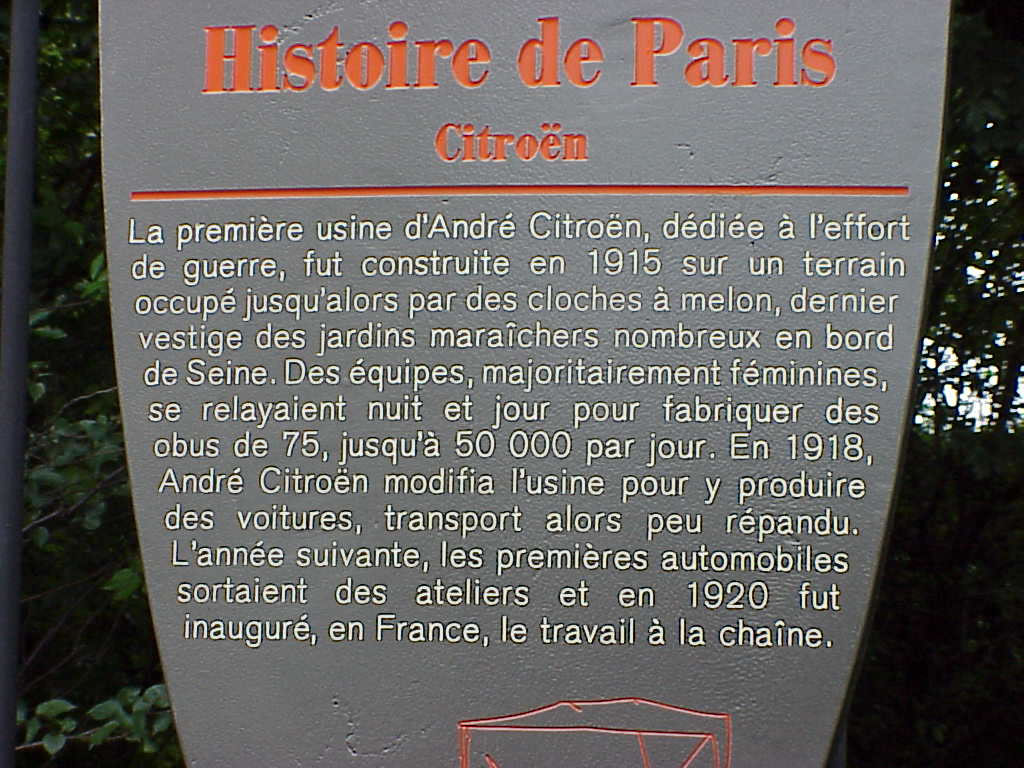 Histoire de Paris
Citroën
La première usine d'André Citroën, dédiée à l'effort
de guerre, fut construite en 1915 sur un terrain
occupé jusqu'alors par des cloches à melon, dernier
vestige des jardins maraîchers nombreux en bord
de Seine. Des équipes, majoritairement féminines,
se relayaient nuit et jour pour fabriquer des
obus de 75, jusqu'à 50 000 par jour. En 1918,
André Citroën modifia l'usine pour y produire
des voitures, transport alors peu répandu.
L'année suivante, les premières automobiles
sortaient des ateliers et en 1920 fut
inauguré, en France, le travail à la chaîne.